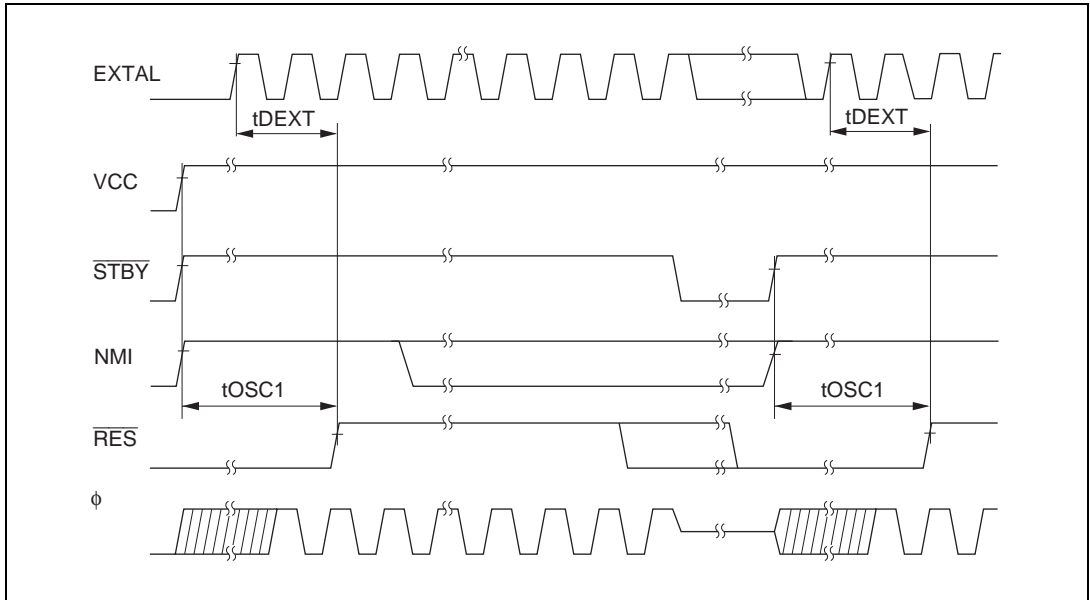 EXTAL
tDEXT
tDEXT
VCC
STBY
NMI
tOSC1
tOSC1
RES
ϕ